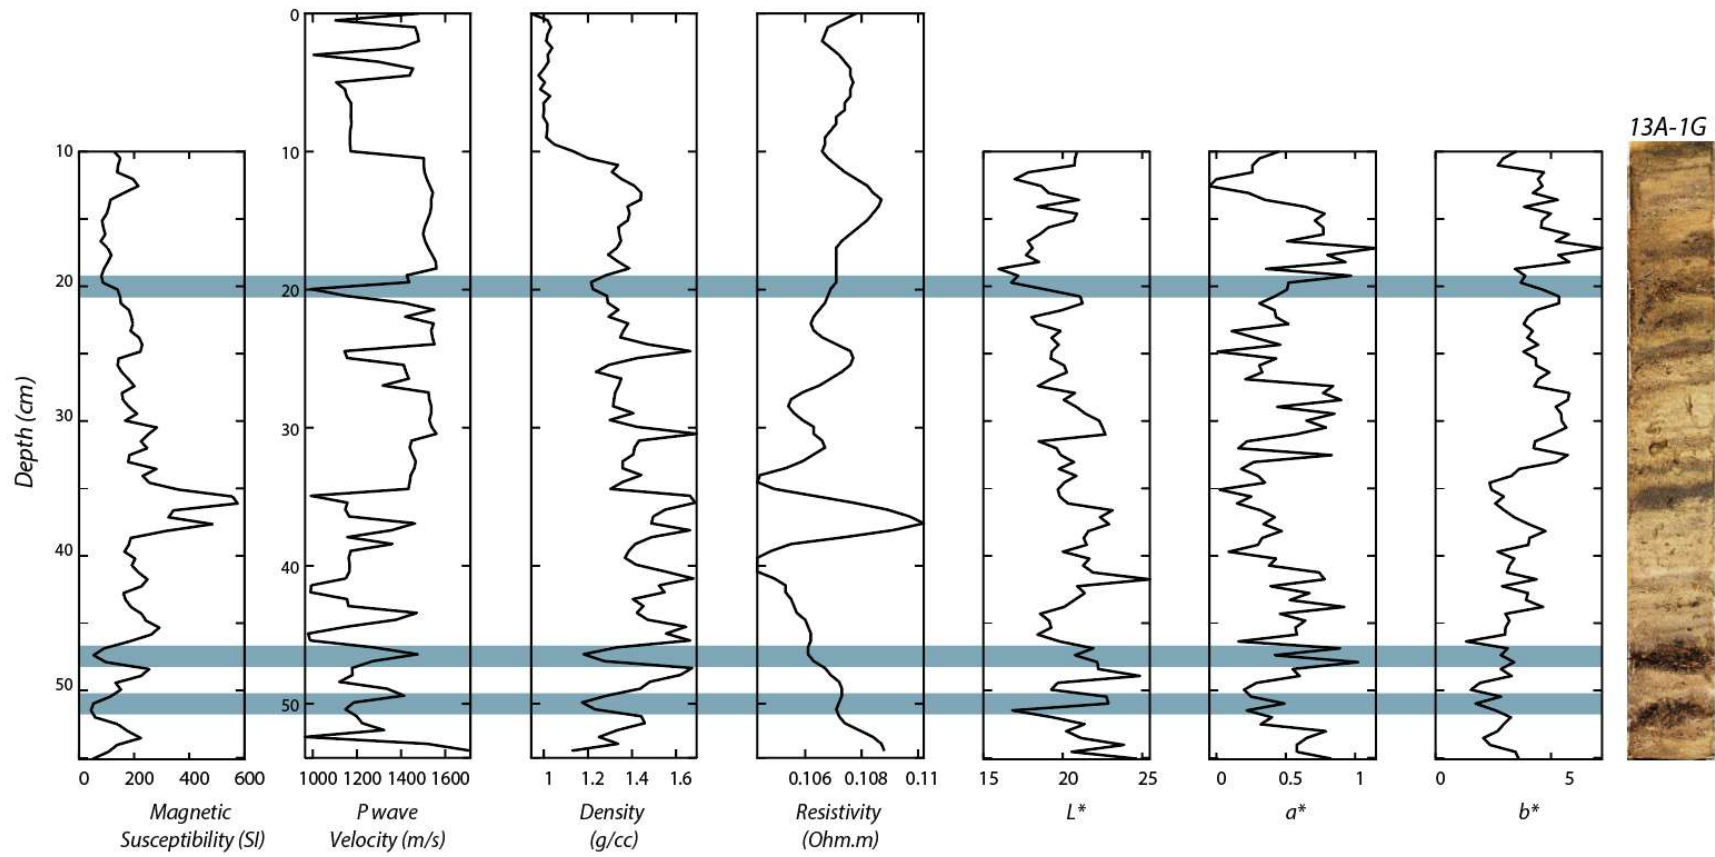 0
13A-1G
10
10
20
20
30
30
40
40
50
50
Depth (cm)
0 200 400 600
1000 1200 1400 1600
1 1.2 1.4 1.6
0.106 0.108 0.11
15 20 25
0 0.5 1
0 5
Magnetic
Susceptibility (SI)
P wave
Velocity (m/s)
Density
(g/cc)
Resistivity
(Ohm.m)
L*
a*
b*